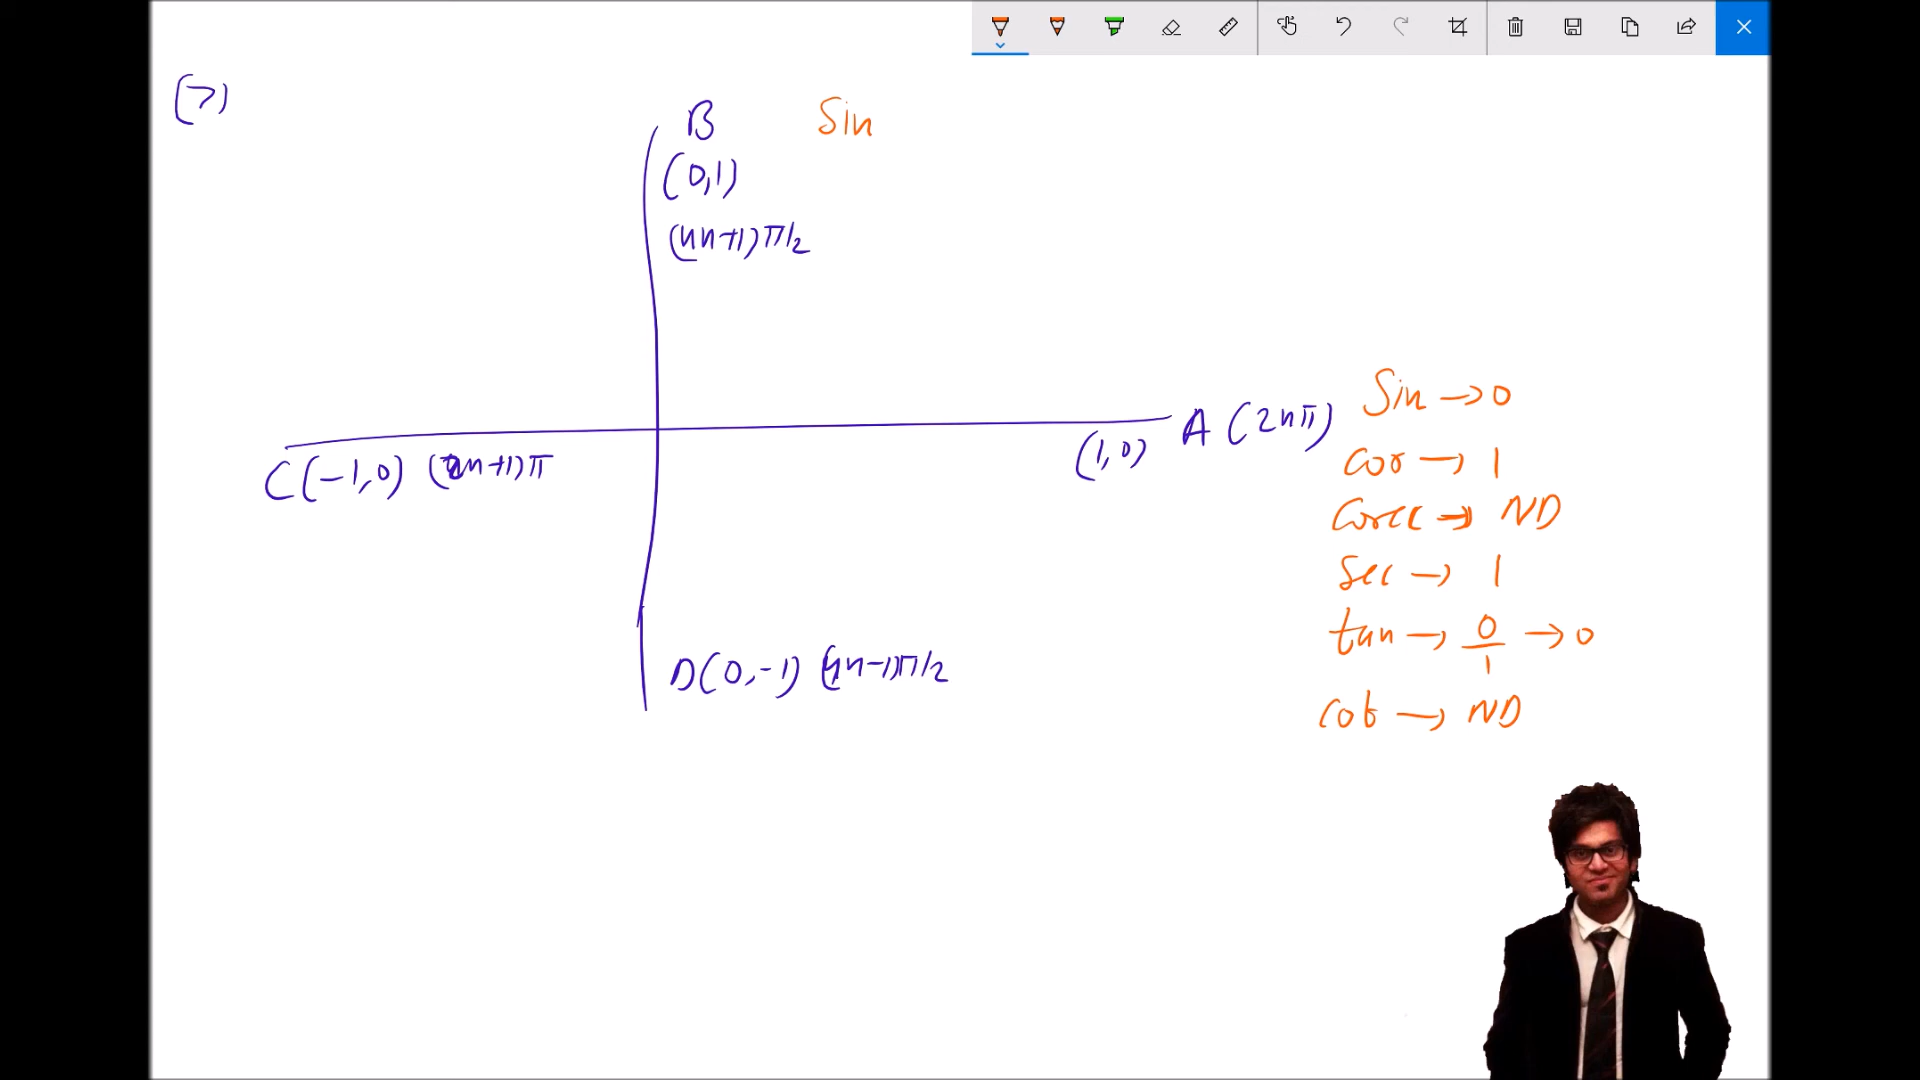 (7)
B
Sin
(0,1)
(4n+1)π/2
A (2nπ)
(1,0)
C(-1,0) (2n+1)π
D(0,-1) (4n-1)π/2
Sin → 0
Cos → 1
Cosec → ND
Sec → 1
tan → 0/1 → 0
Cot → ND